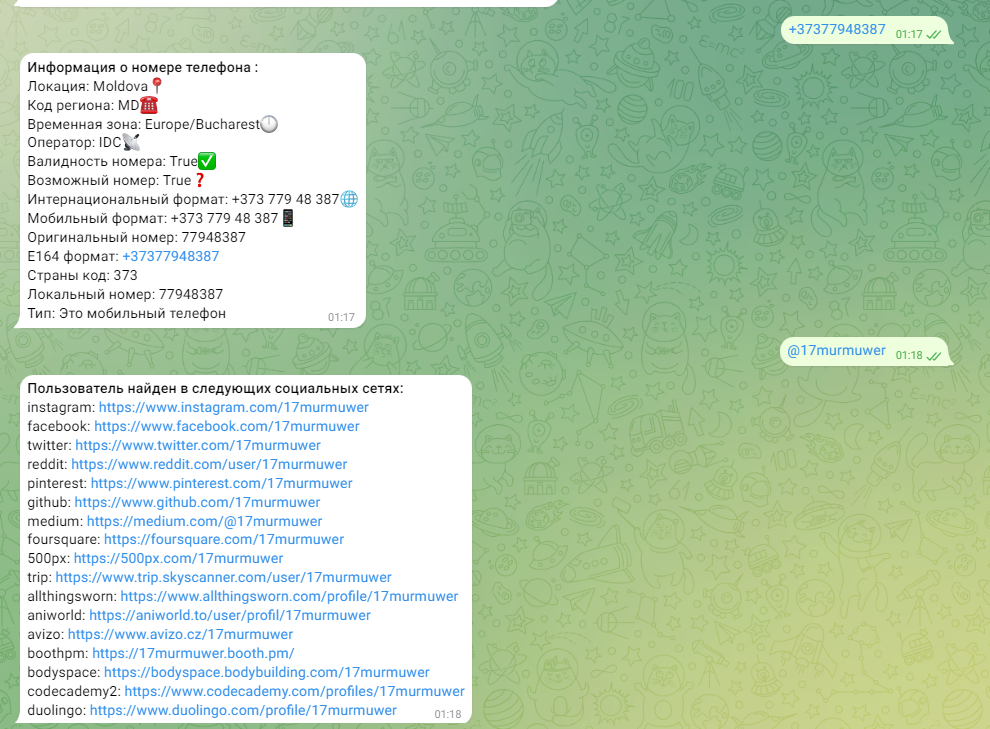 +37377948387 01:17
Информация о номере телефона :
Локация: Moldova
Код региона: MD
Временная зона: Europe/Bucharest
Оператор: IDC
Валидность номера: True
Возможный номер: True
Интернациональный формат: +373 779 48 387
Мобильный формат: +373 779 48 387
Оригинальный номер: 77948387
E164 формат: +37377948387
Страны код: 373
Локальный номер: 77948387
Тип: Это мобильный телефон 01:17
@17murmuwer 01:18
Пользователь найден в следующих социальных сетях:
instagram: https://www.instagram.com/17murmuwer
facebook: https://www.facebook.com/17murmuwer
twitter: https://www.twitter.com/17murmuwer
reddit: https://www.reddit.com/user/17murmuwer
pinterest: https://www.pinterest.com/17murmuwer
github: https://www.github.com/17murmuwer
medium: https://medium.com/@17murmuwer
foursquare: https://foursquare.com/17murmuwer
500px: https://500px.com/17murmuwer
trip: https://www.trip.skyscanner.com/user/17murmuwer
allthingsworn: https://www.allthingsworn.com/profile/17murmuwer
aniworld: https://aniworld.to/user/profil/17murmuwer
avizo: https://www.avizo.cz/17murmuwer
boothpm: https://17murmuwer.booth.pm/
bodyspace: https://bodyspace.bodybuilding.com/17murmuwer
codecademy2: https://www.codecademy.com/profiles/17murmuwer
duolingo: https://www.duolingo.com/profile/17murmuwer 01:18